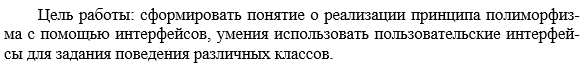 Цель работы: сформировать понятие о реализации принципа полиморфиз-
ма с помощью интерфейсов, умения использовать пользовательские интерфей-
сы для задания поведения различных классов.